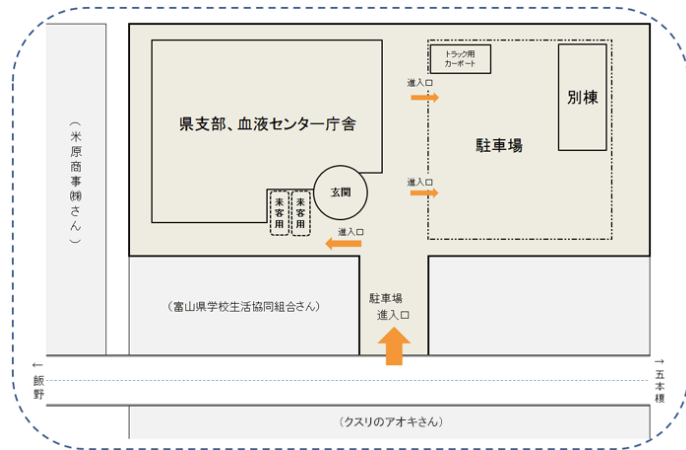 トラック用
カーポート
進入口
別棟
県支部、血液センター庁舎
駐車場
(米原商事㈱さん)
玄関
進入口
来客用
来客用
進入口
(富山県学校生活協同組合さん)
駐車場
進入口
←飯野
→五本榎
(クスリのアオキさん)